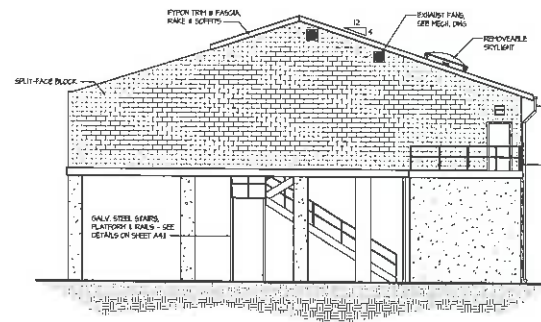 FYPON TRIM @ FASCIA,
RAKE & SOFFITS
12
4
EXHAUST FANS,
SEE MECH. DWG
REMOVEABLE
SKYLIGHT
SPLIT-FACE BLOCK
GALV. STEEL STAIRS,
PLATFORM & RAILS - SEE
DETAILS ON SHEET A4.1